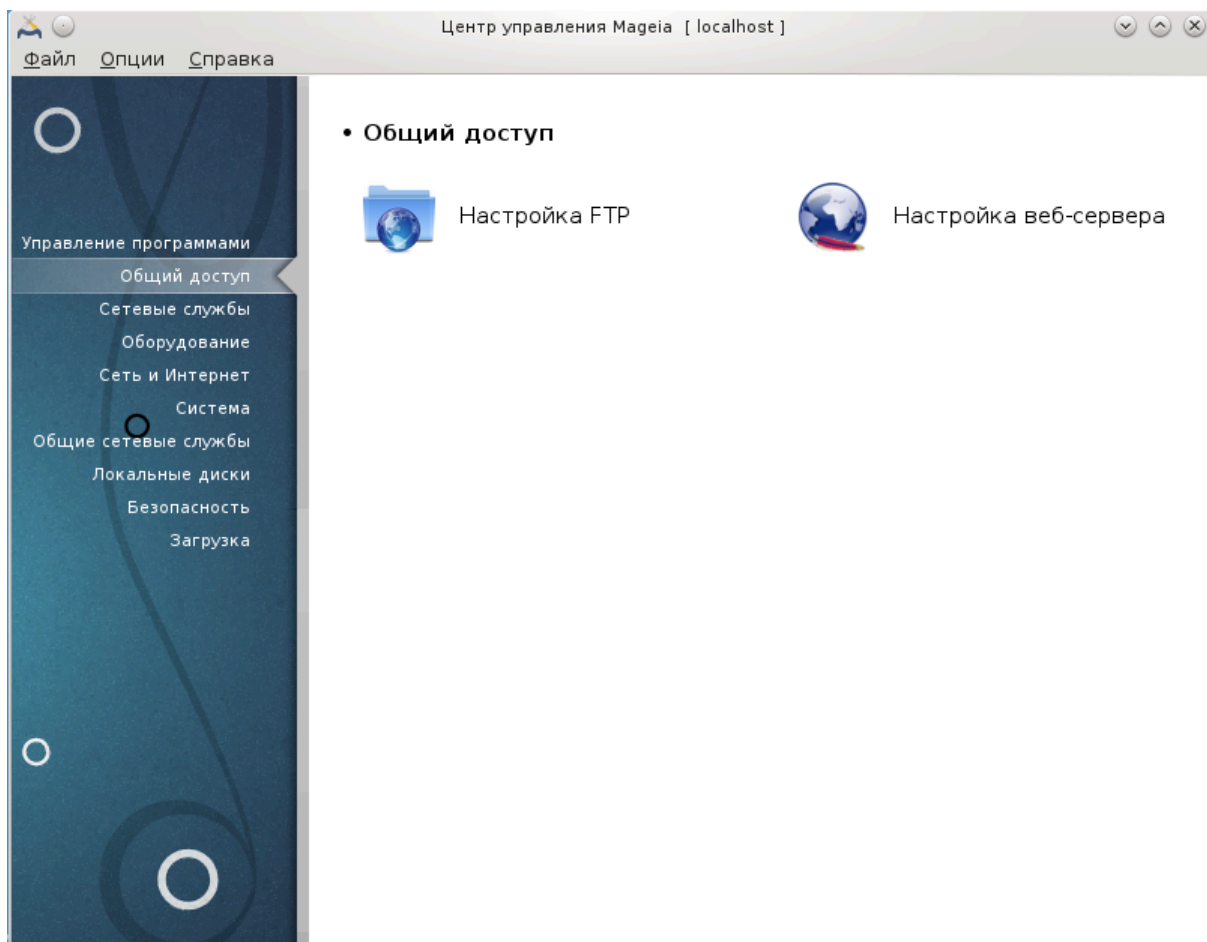 Центр управления Mageia [ localhost ]
Файл Опции Справка
Управление программами
Общий доступ
Сетевые службы
Оборудование
Сеть и Интернет
Система
Общие сетевые службы
Локальные диски
Безопасность
Загрузка
• Общий доступ
Настройка FTP
Настройка веб-сервера